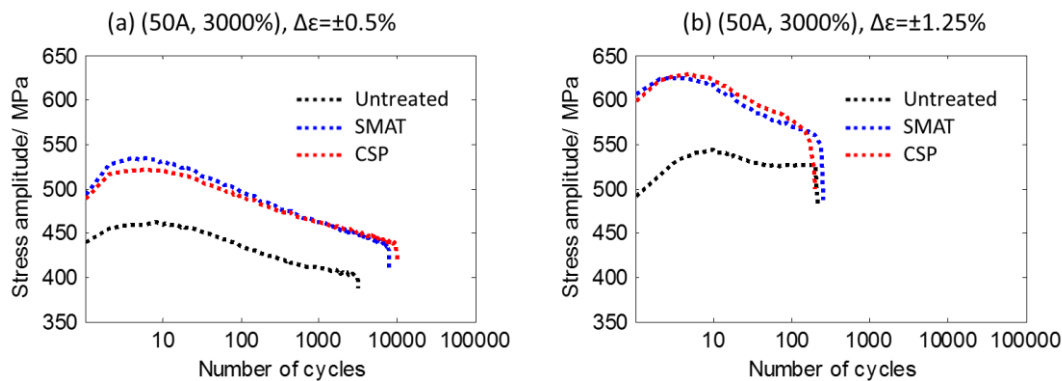 (a) (50A, 3000%), Δε=±0.5%
650
600
550
500
450
400
350
Stress amplitude/ MPa
Untreated
SMAT
CSP
10
100
1000
10000
100000
Number of cycles
(b) (50A, 3000%), Δε=±1.25%
650
600
550
500
450
400
350
Stress amplitude/ MPa
Untreated
SMAT
CSP
10
100
1000
10000
100000
Number of cycles